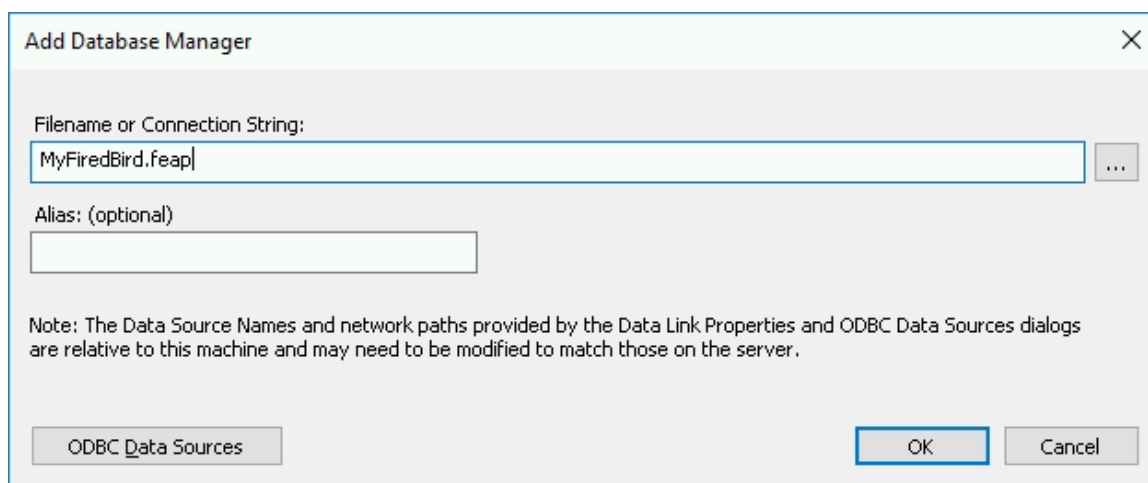 Add Database Manager
Filename or Connection String:
MyFiredBird.feap
...
Alias: (optional)
Note: The Data Source Names and network paths provided by the Data Link Properties and ODBC Data Sources dialogs
are relative to this machine and may need to be modified to match those on the server.
ODBC Data Sources
OK
Cancel